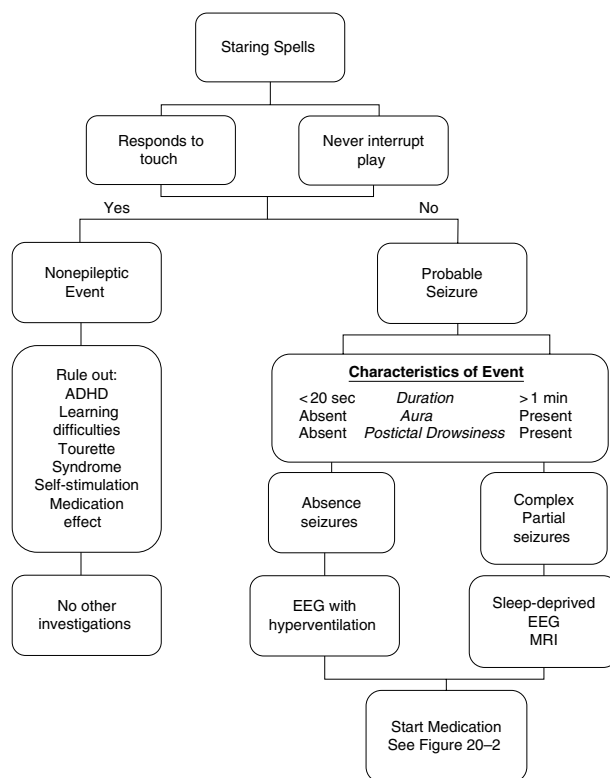 Staring Spells
Responds to
touch
Never interrupt
play
Yes
No
Nonepileptic
Event
Probable
Seizure
Rule out:
ADHD
Learning
difficulties
Tourette
Syndrome
Self-stimulation
Medication
effect
Characteristics of Event
<20 sec Duration >1 min
Absent Aura Present
Absent Postictal Drowsiness Present
Absence
seizures
Complex
Partial
seizures
No other
investigations
EEG with
hyperventilation
Sleep-deprived
EEG
MRI
Start Medication
See Figure 20–2